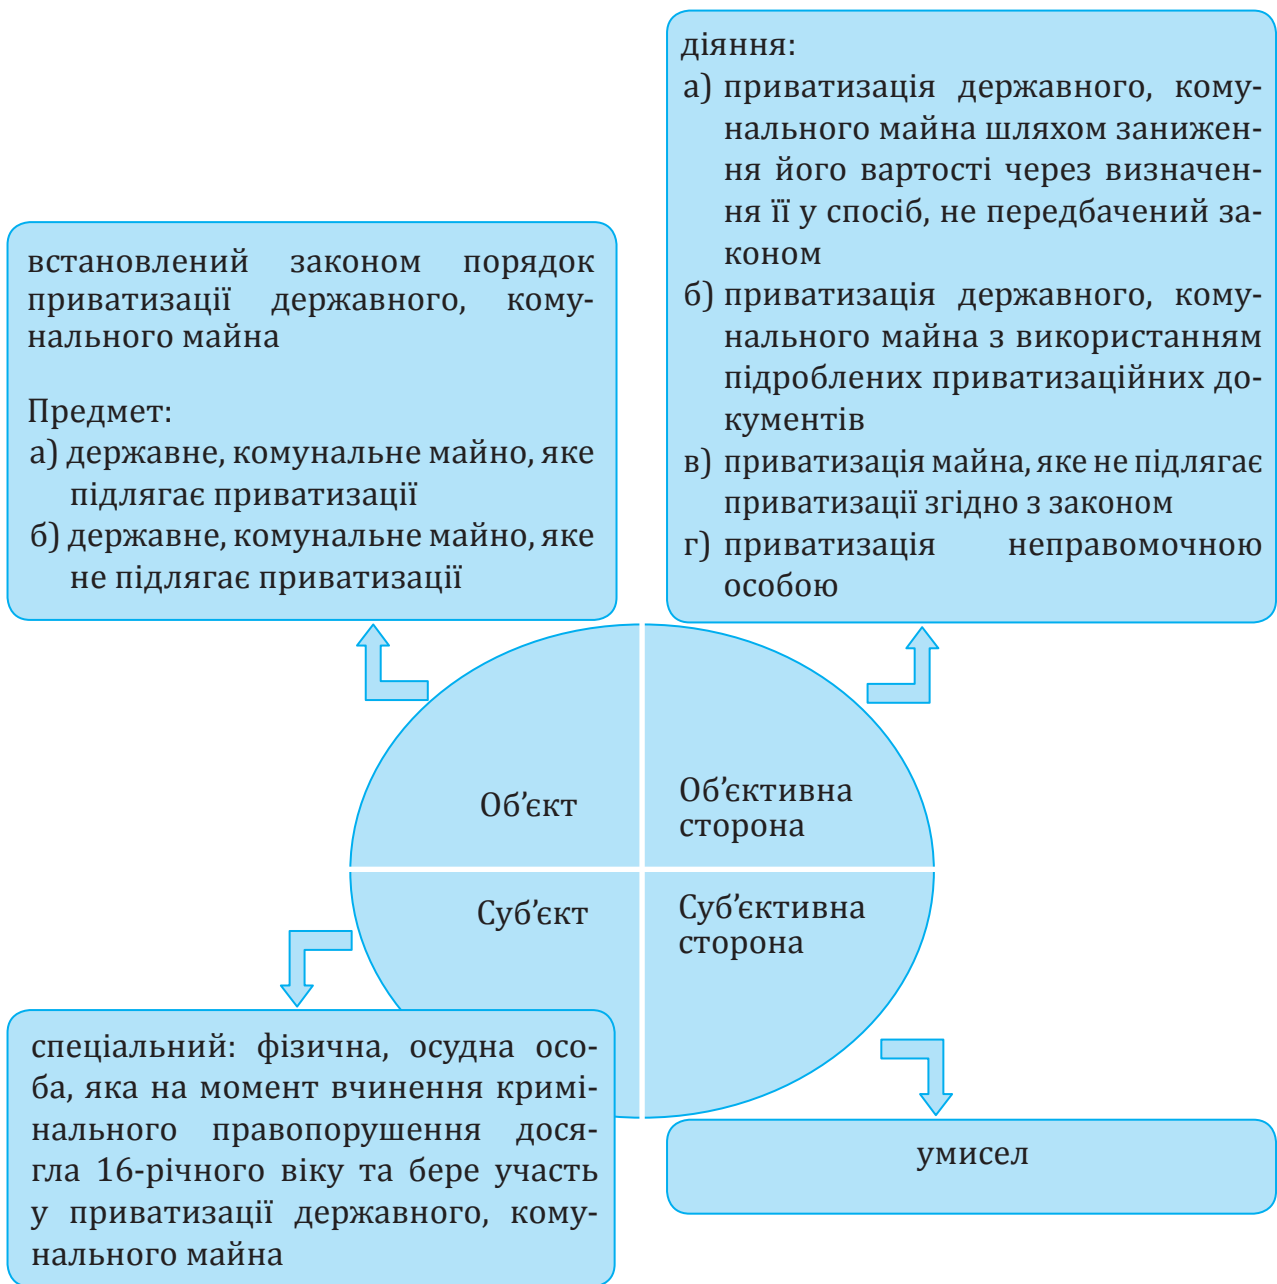 встановлений законом порядок
приватизації державного, кому-
нального майна
Предмет:
а) державне, комунальне майно, яке
підлягає приватизації
б) державне, комунальне майно, яке
не підлягає приватизації
діяння:
а) приватизація державного, кому-
нального майна шляхом занижен-
ня його вартості через визначен-
ня її у спосіб, не передбачений за-
коном
б) приватизація державного, кому-
нального майна з використанням
підроблених приватизаційних до-
кументів
в) приватизація майна, яке не підлягає
приватизації згідно з законом
г) приватизація неправомочною
особою
Об’єкт
Об’єктивна
сторона
Суб’єкт
Суб’єктивна
сторона
спеціальний: фізична, осудна осо-
ба, яка на момент вчинення кримі-
нального правопорушення дося-
гла 16-річного віку та бере участь
у приватизації державного, кому-
нального майна
умисел